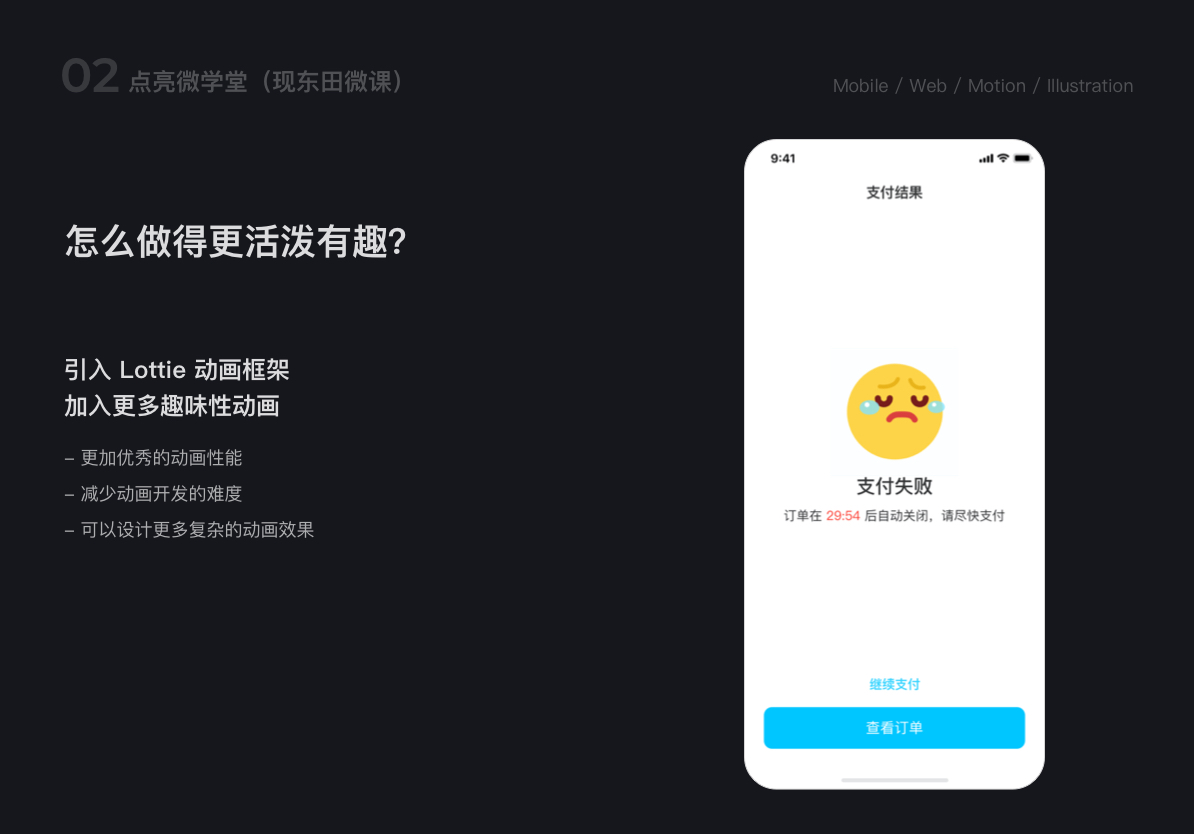 02 点亮微学堂（现东田微课）
Mobile / Web / Motion / Illustration
怎么做得更活泼有趣？
引入 Lottie 动画框架
加入更多趣味性动画
– 更加优秀的动画性能
– 减少动画开发的难度
– 可以设计更多复杂的动画效果
9:41
支付结果
支付失败
订单在 29:54 后自动关闭，请尽快支付
继续支付
查看订单